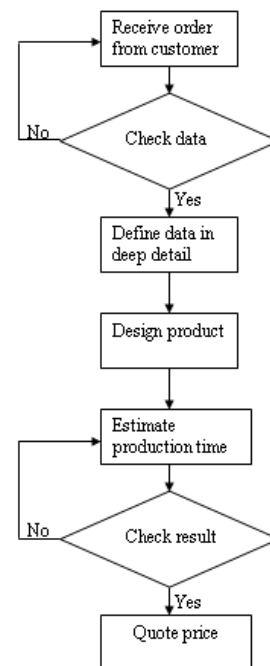 Receive order
from customer
Check data
No
Yes
Define data in
deep detail
Design product
Estimate
production time
Check result
No
Yes
Quote price